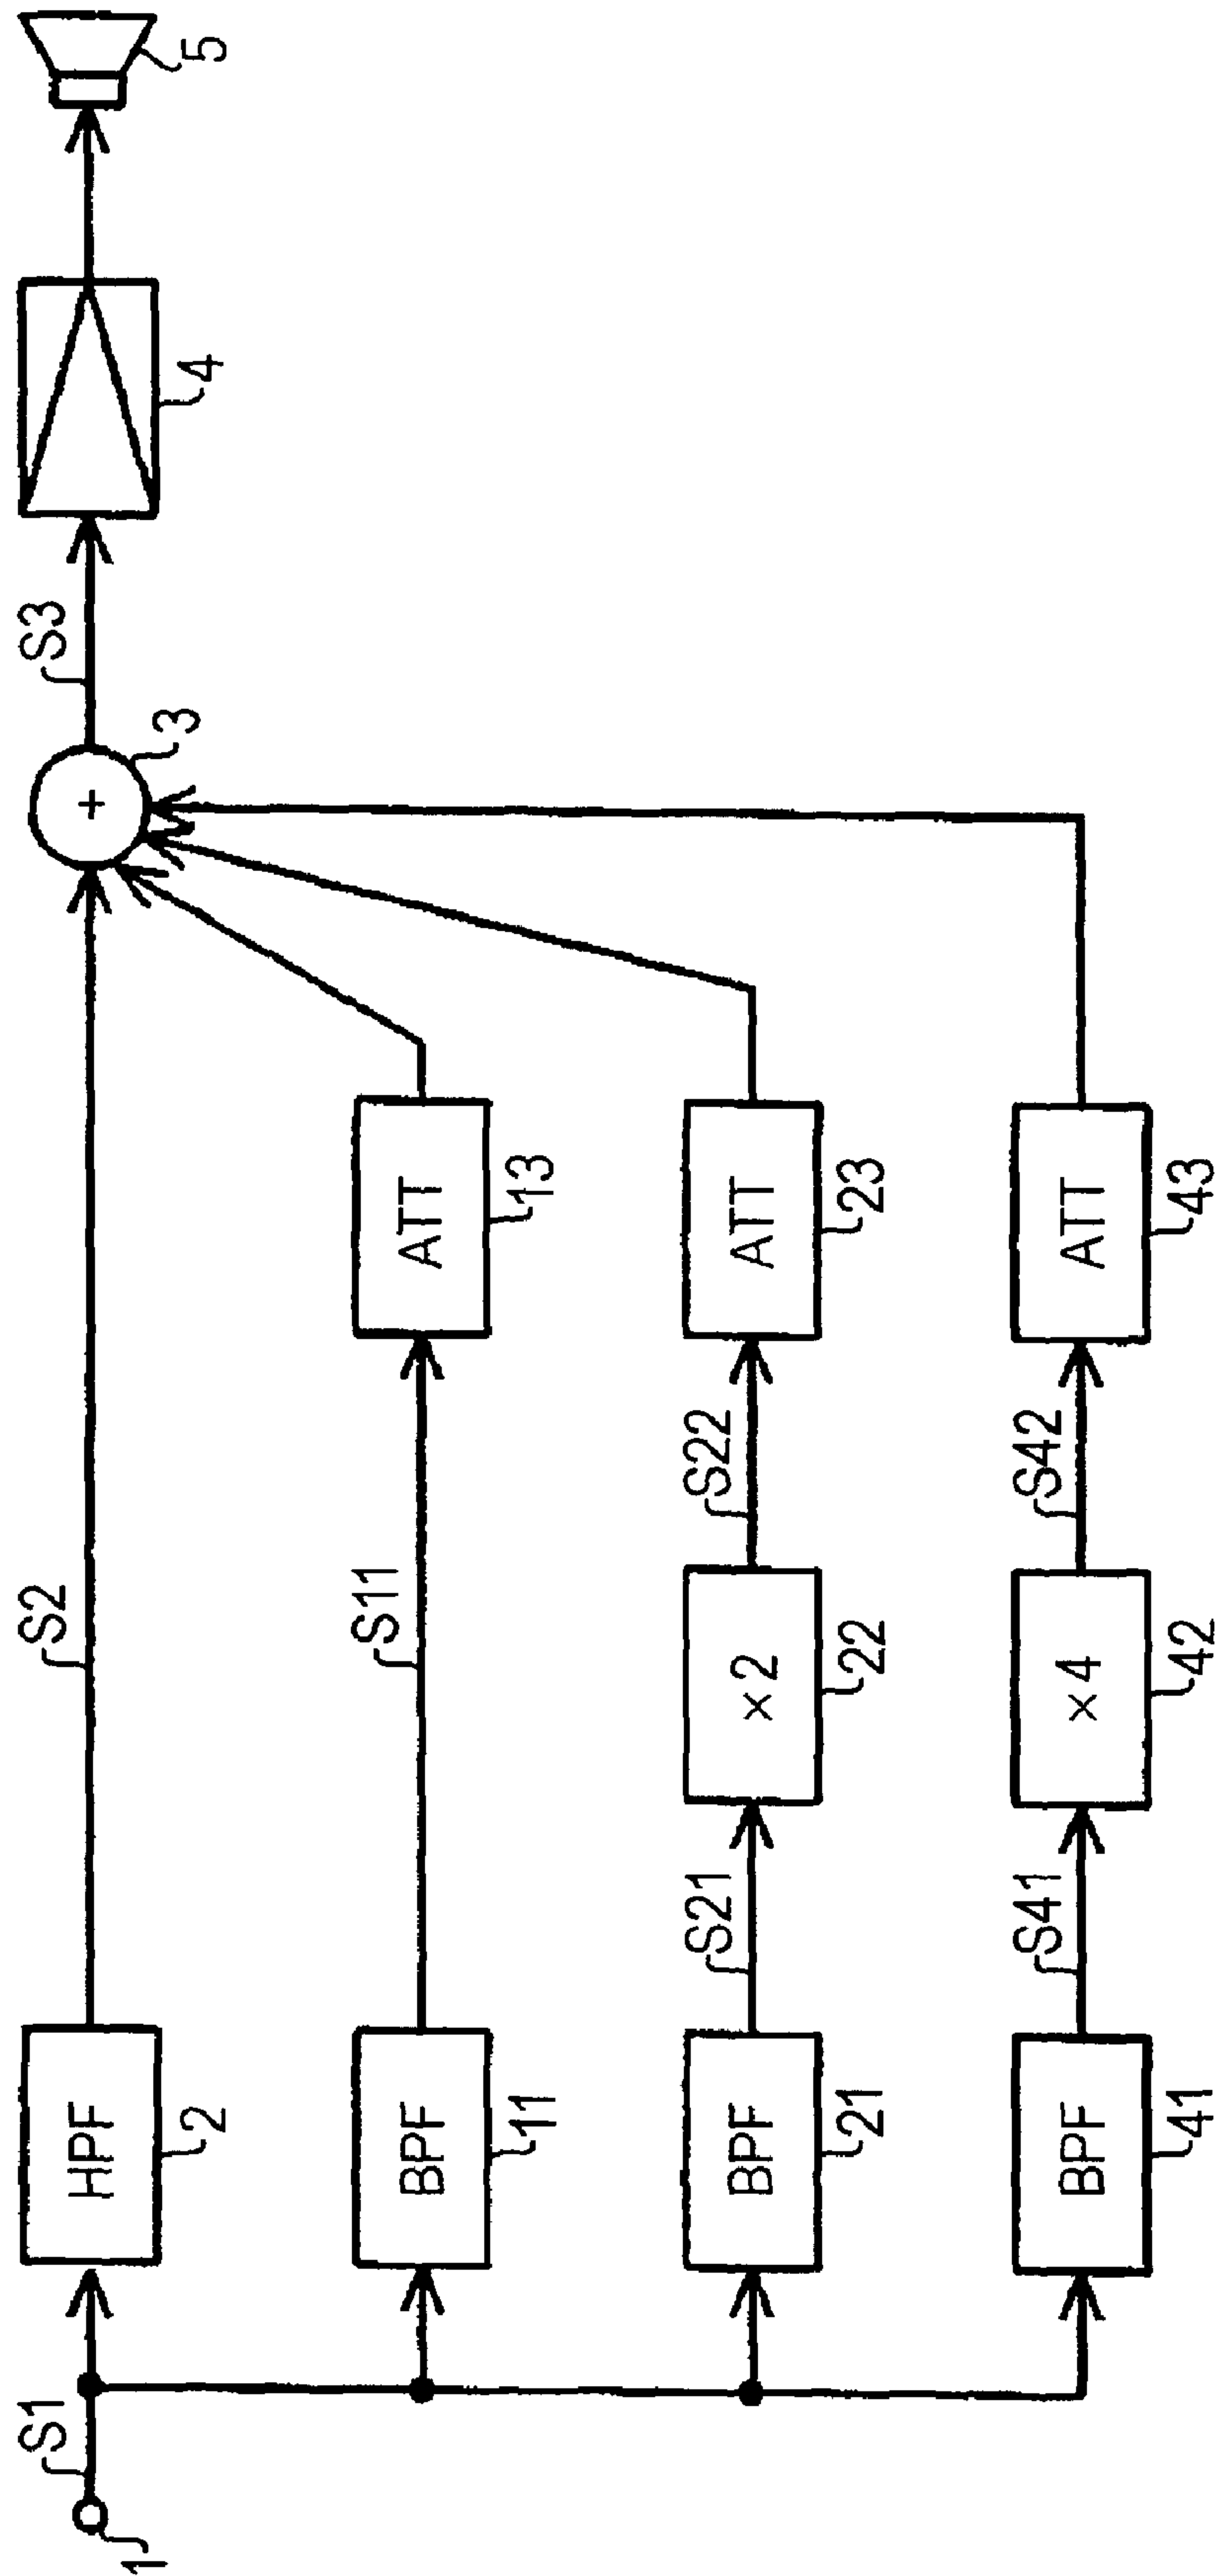 1
S1
HPF
2
S2
+
3
S3
4
5
BPF
11
S11
ATT
13
BPF
21
S21
×2
22
S22
ATT
23
BPF
41
S41
×4
42
S42
ATT
43